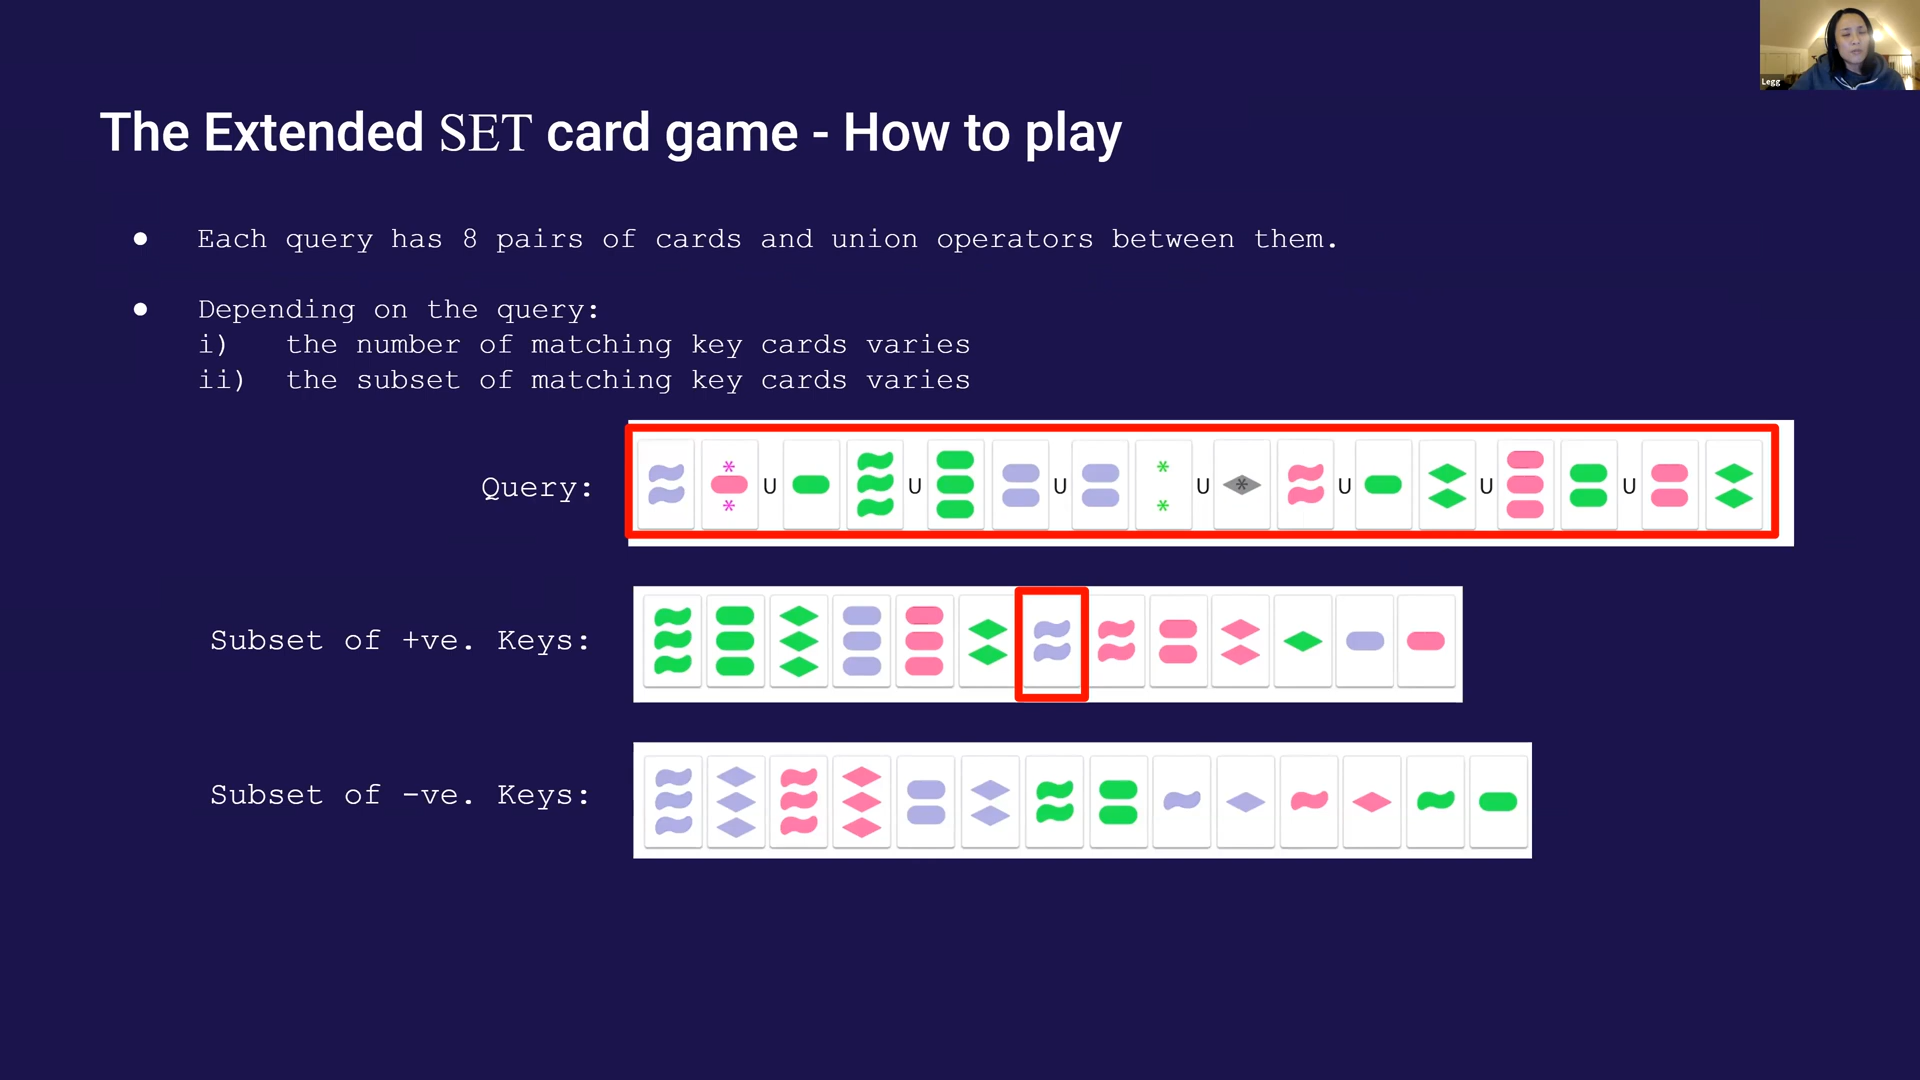 Legg
The Extended SET card game - How to play
● Each query has 8 pairs of cards and union operators between them.
● Depending on the query:
i) the number of matching key cards varies
ii) the subset of matching key cards varies
Query: * * U U U * * U * U U U
Subset of +ve. Keys:
Subset of -ve. Keys: